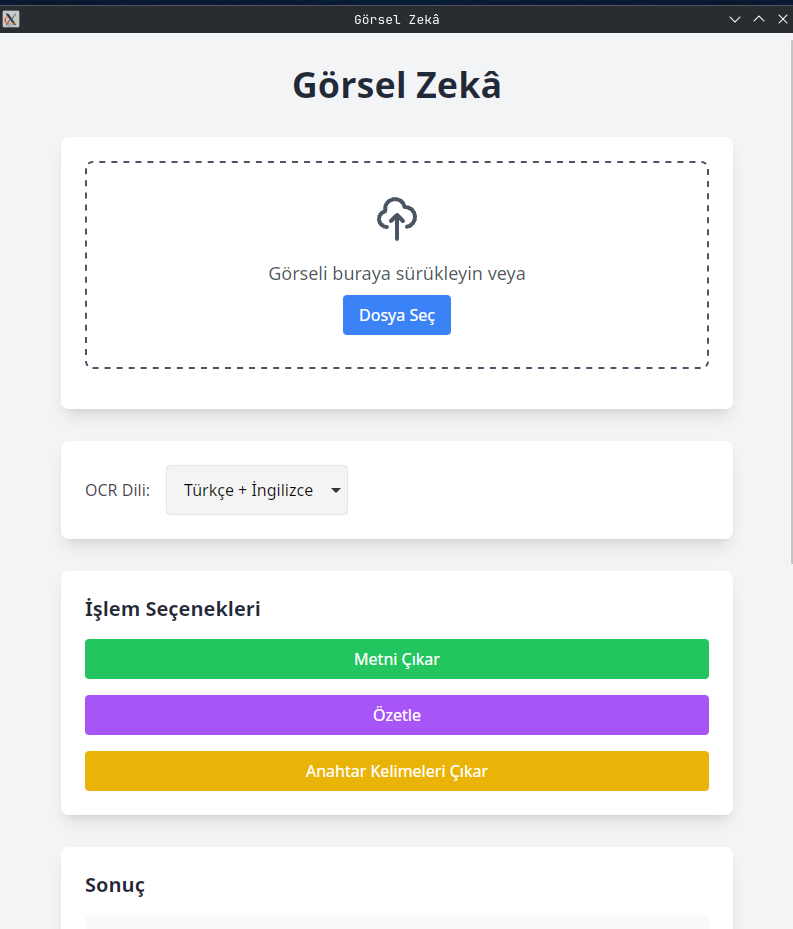 Görsel Zekâ
Görsel Zekâ
Görseli buraya sürükleyin veya
Dosya Seç
OCR Dili: Türkçe + İngilizce
İşlem Seçenekleri
Metni Çıkar
Özetle
Anahtar Kelimeleri Çıkar
Sonuç